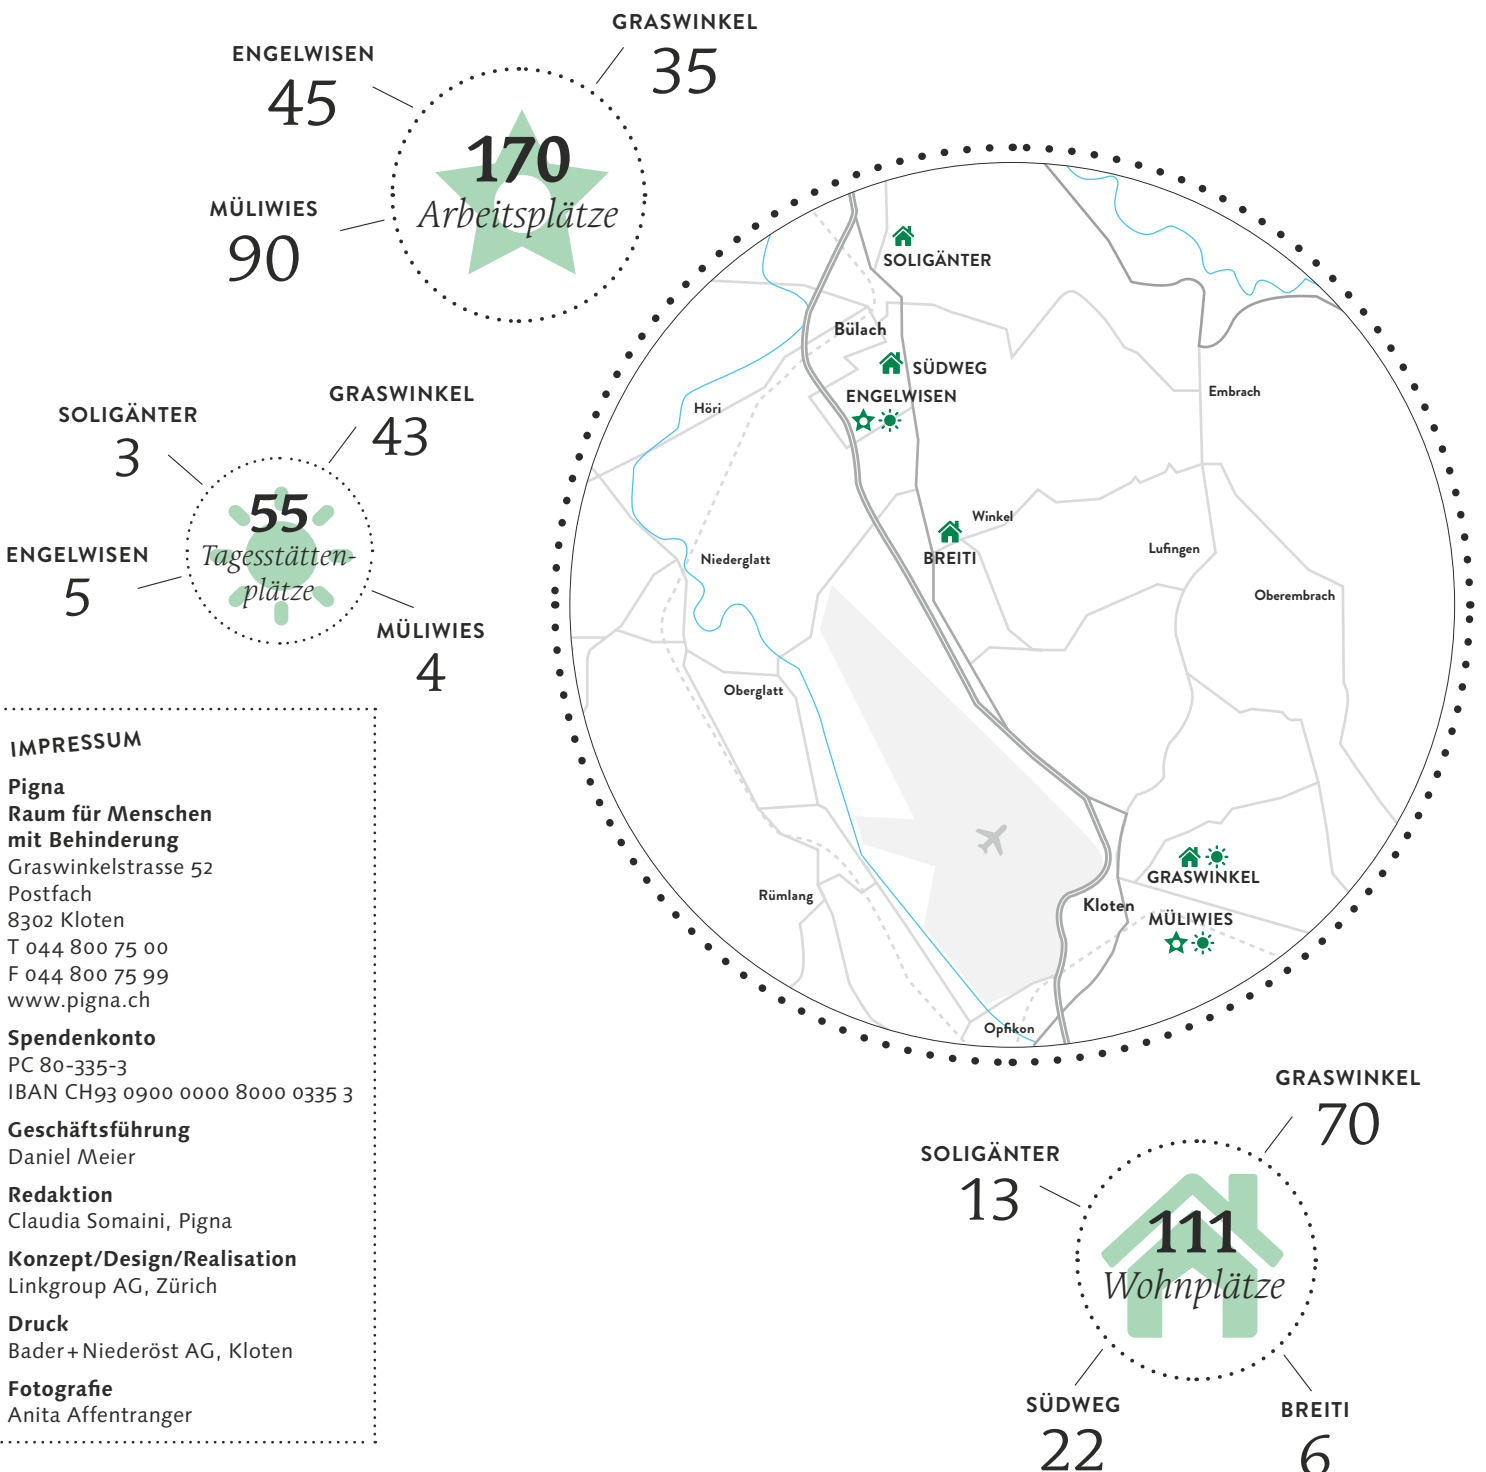 GRASWINKEL
35
ENGELWISEN
45
MÜLIWIES
90
170
Arbeitsplätze
GRASWINKEL
43
SOLIGÄNTER
3
ENGELWISEN
5
MÜLIWIES
4
55
Tagesstätten-
plätze
SOLIGÄNTER
Bülach
SÜDWEG
ENGELWISEN
Höri
Embrach
Winkel
BREITI
Niederglatt
Lufingen
Oberembrach
Oberglatt
Rümlang
GRASWINKEL
Kloten
MÜLIWIES
Opfikon
IMPRESSUM
Pigna
Raum für Menschen
mit Behinderung
Graswinkelstrasse 52
Postfach
8302 Kloten
T 044 800 75 00
F 044 800 75 99
www.pigna.ch
Spendenkonto
PC 80-335-3
IBAN CH93 0900 0000 8000 0335 3
Geschäftsführung
Daniel Meier
Redaktion
Claudia Somaini, Pigna
Konzept/Design/Realisation
Linkgroup AG, Zürich
Druck
Bader+Niederöst AG, Kloten
Fotografie
Anita Affentranger
GRASWINKEL
70
SOLIGÄNTER
13
111
Wohnplätze
SÜDWEG
22
BREITI
6